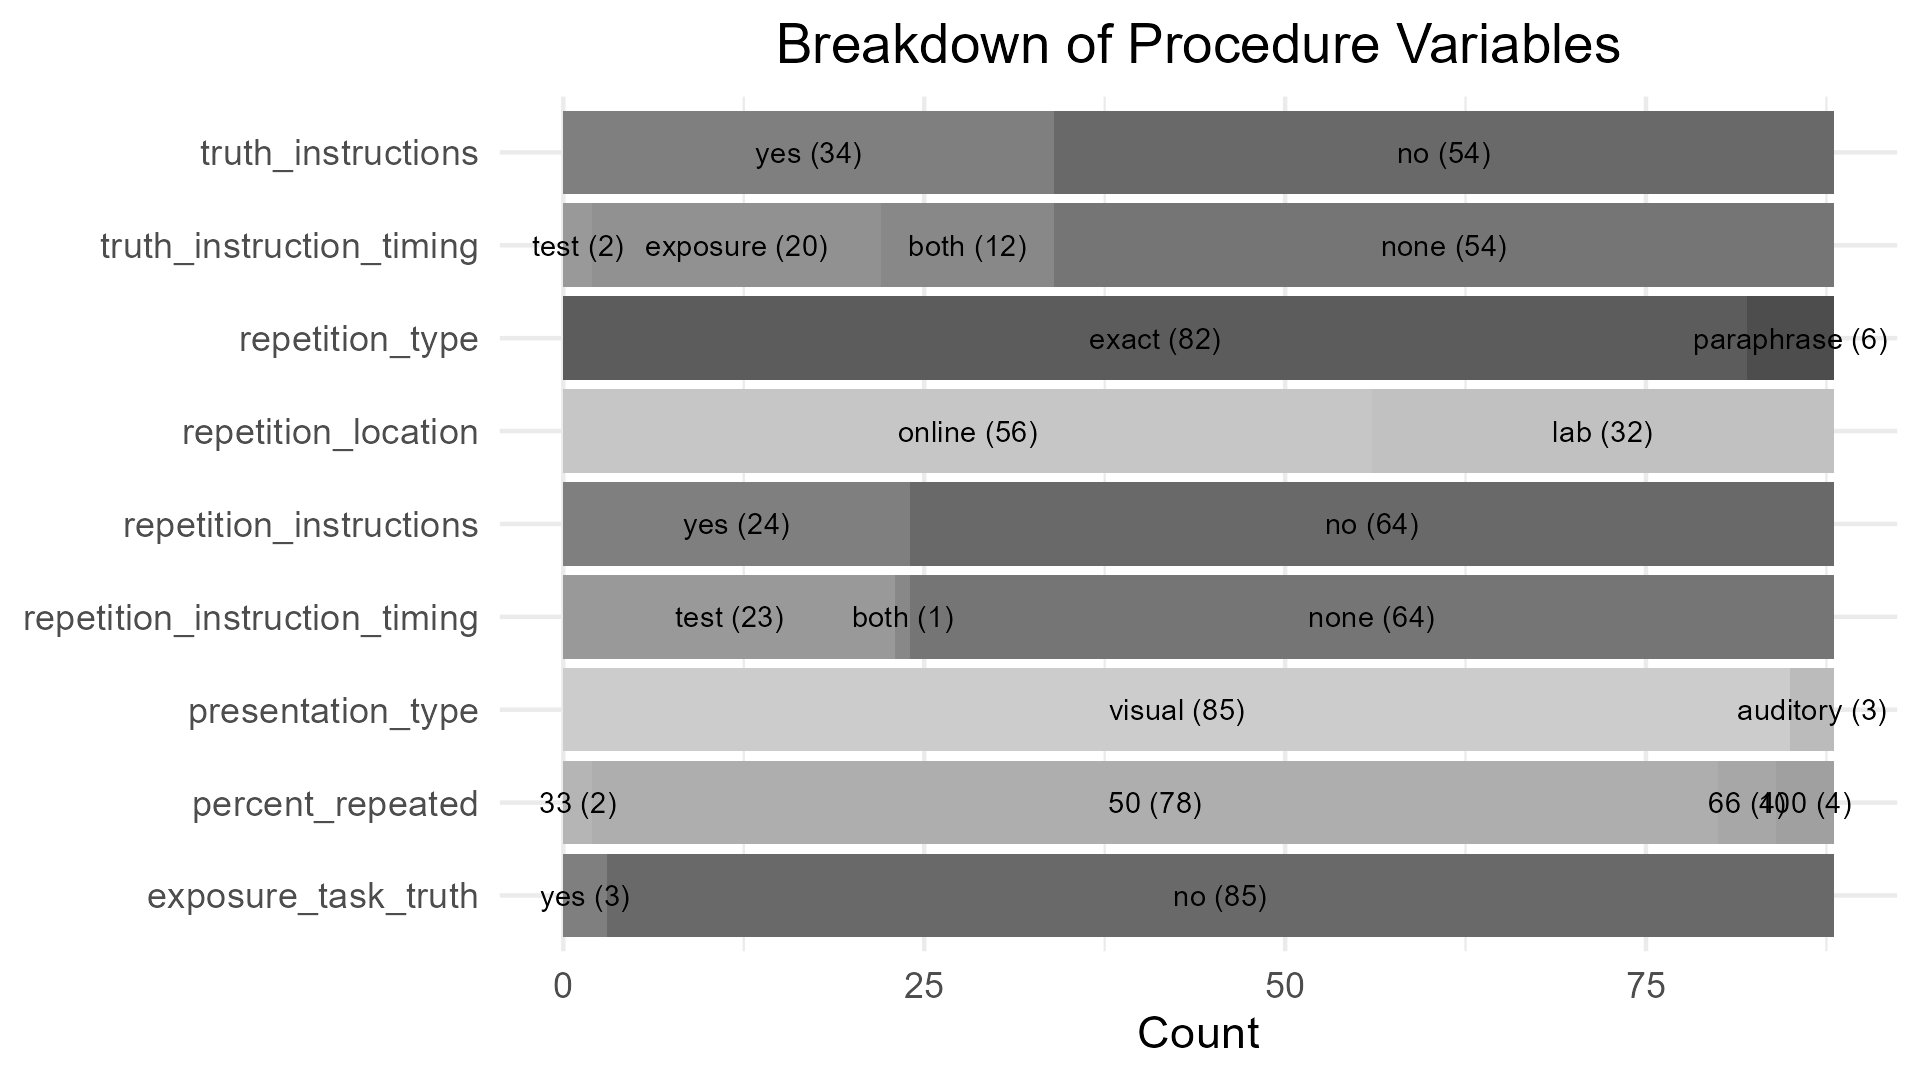 Breakdown of Procedure Variables
truth_instructions yes (34) no (54)
truth_instruction_timing test (2) exposure (20) both (12) none (54)
repetition_type exact (82) paraphrase (6)
repetition_location online (56) lab (32)
repetition_instructions yes (24) no (64)
repetition_instruction_timing test (23) both (1) none (64)
presentation_type visual (85) auditory (3)
percent_repeated 33 (2) 50 (78) 66 (4) 100 (4)
exposure_task_truth yes (3) no (85)
0 25 50 75
Count